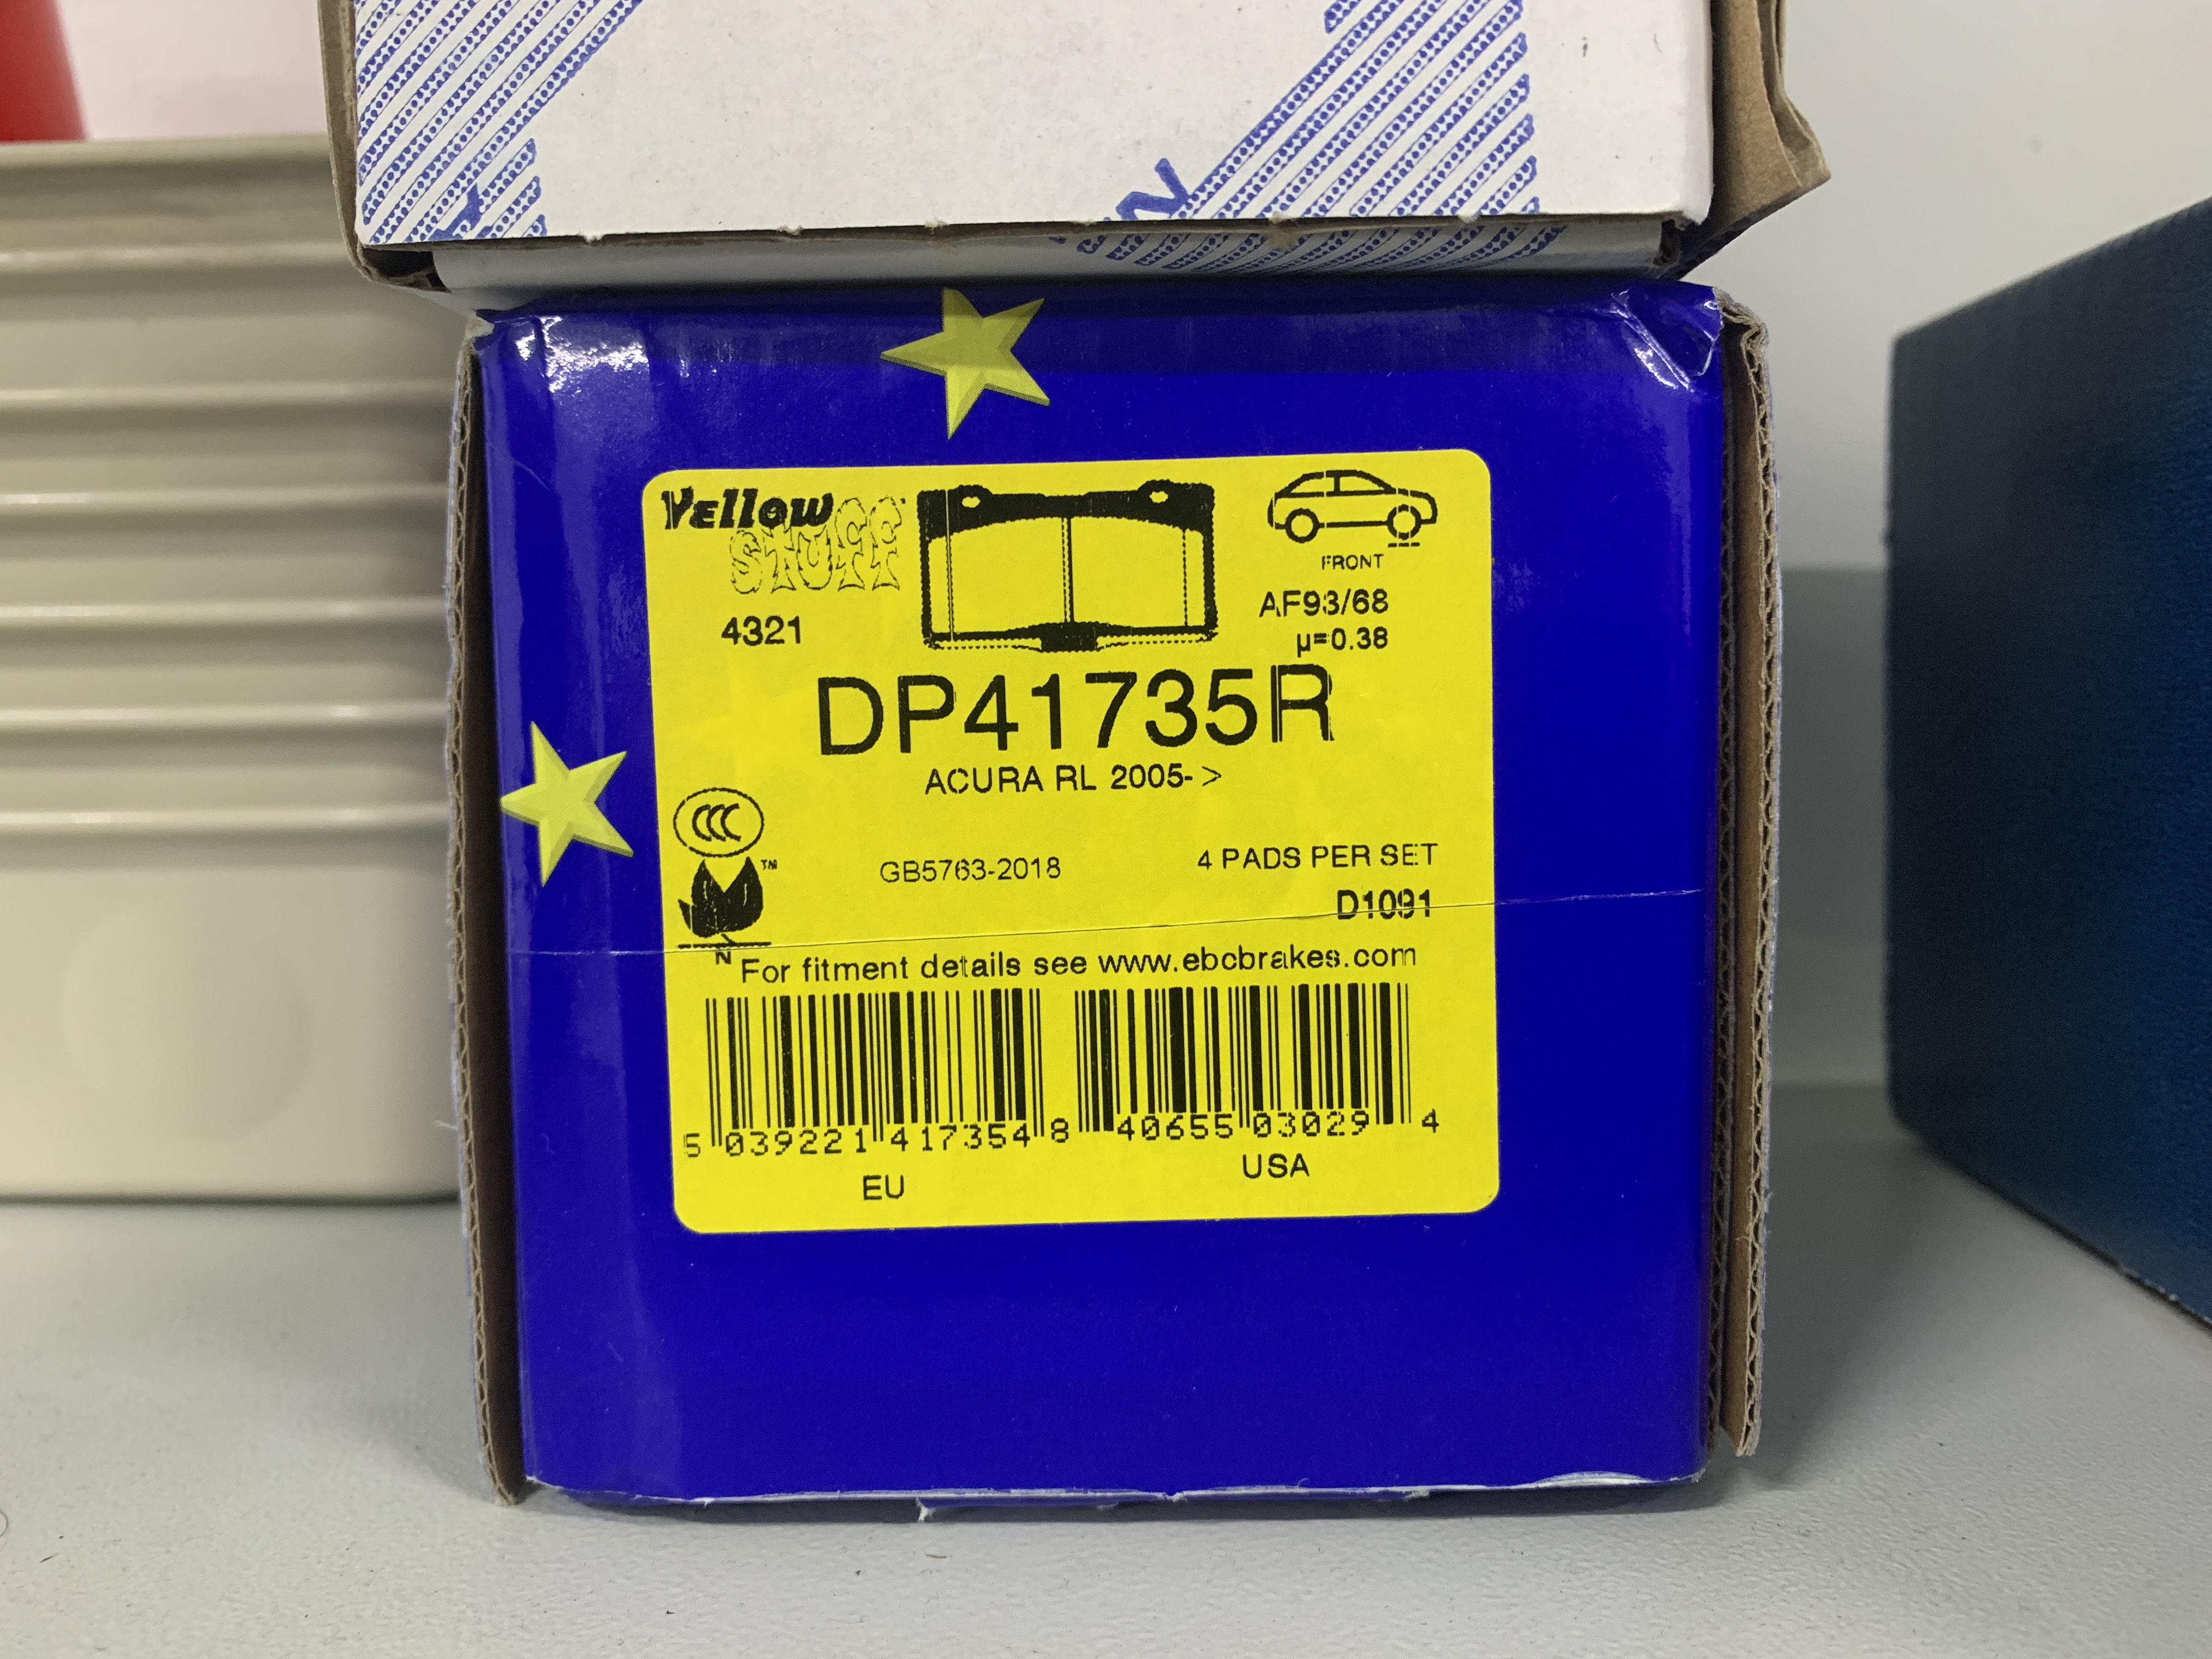 Yellow
STUFF
4321
FRONT
AF93/68
µ=0.38
DP41735R
ACURA RL 2005->
CCC
TM
GB5763-2018
4 PADS PER SET
D1091
N
For fitment details see www.ebcbrakes.com
5 039221 417354 8
40655 03029 4
EU
USA